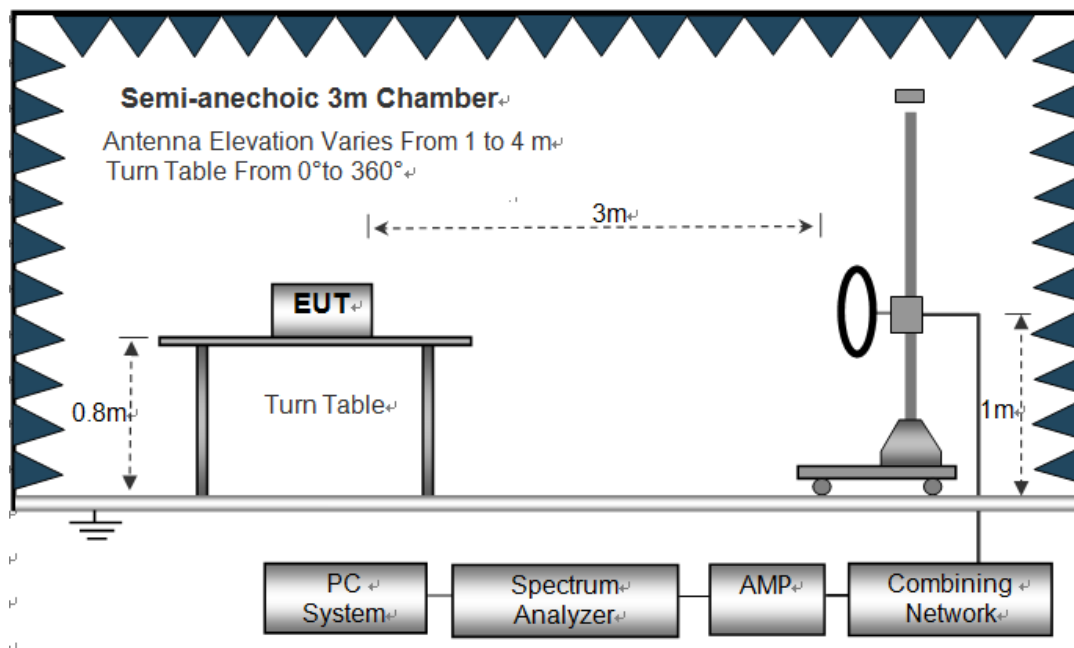 Semi-anechoic 3m Chamber
Antenna Elevation Varies From 1 to 4 m
Turn Table From 0°to 360°
3m
EUT
0.8m
Turn Table
1m
PC
System
Spectrum
Analyzer
AMP
Combining
Network